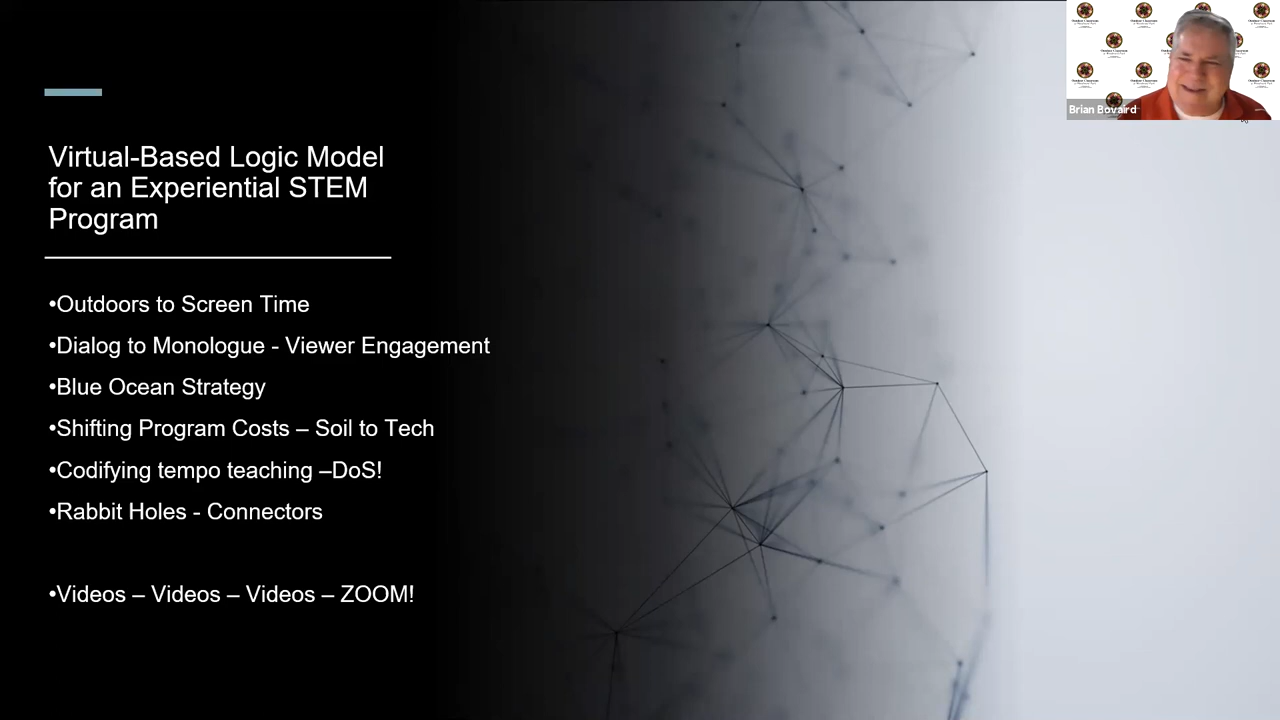 Virtual-Based Logic Model
for an Experiential STEM
Program
•Outdoors to Screen Time
•Dialog to Monologue - Viewer Engagement
•Blue Ocean Strategy
•Shifting Program Costs – Soil to Tech
•Codifying tempo teaching –DoS!
•Rabbit Holes - Connectors
•Videos – Videos – Videos – ZOOM!
Brian Bovaird